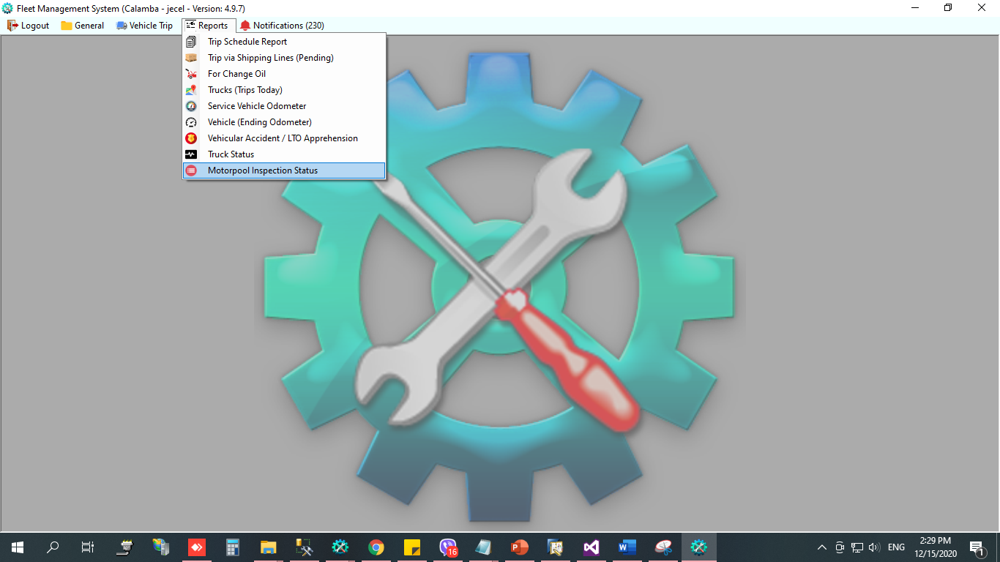 Fleet Management System (Calamba - jecel - Version: 4.9.7)
Logout General Vehicle Trip Reports Notifications (230)
Trip Schedule Report
Trip via Shipping Lines (Pending)
For Change Oil
Trucks (Trips Today)
Service Vehicle Odometer
Vehicle (Ending Odometer)
Vehicular Accident / LTO Apprehension
Truck Status
Motorpool Inspection Status
16
P
W
ENG
2:29 PM
12/15/2020
1